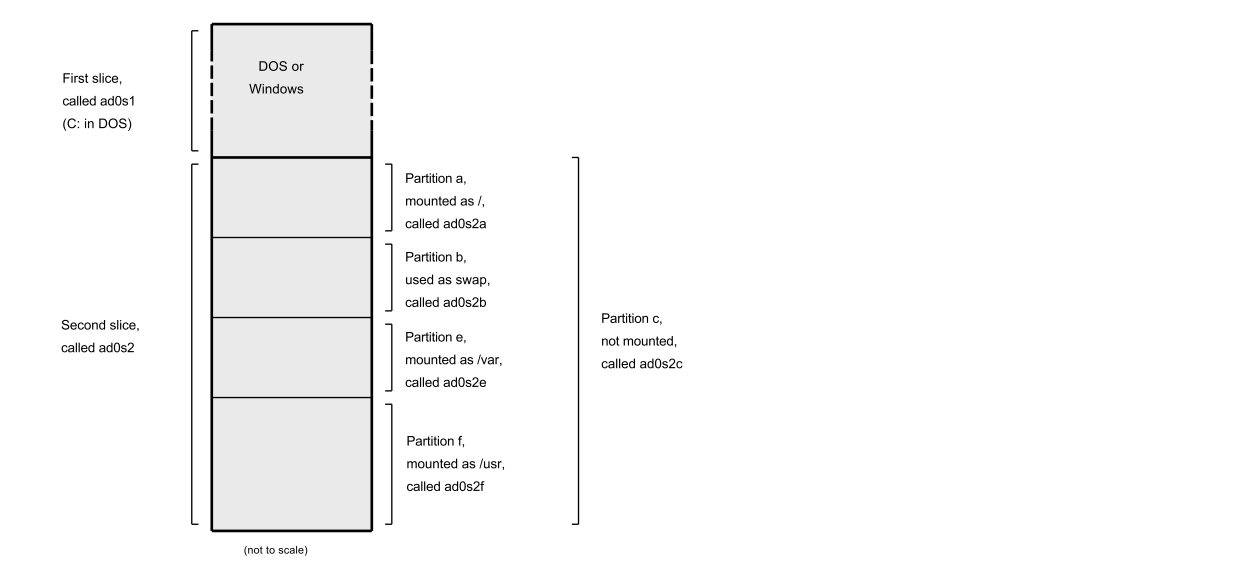 DOS or
Windows
First slice,
called ad0s1
(C: in DOS)
Partition a,
mounted as /,
called ad0s2a
Partition b,
used as swap,
called ad0s2b
Second slice,
called ad0s2
Partition e,
mounted as /var,
called ad0s2e
Partition c,
not mounted,
called ad0s2c
Partition f,
mounted as /usr,
called ad0s2f
(not to scale)